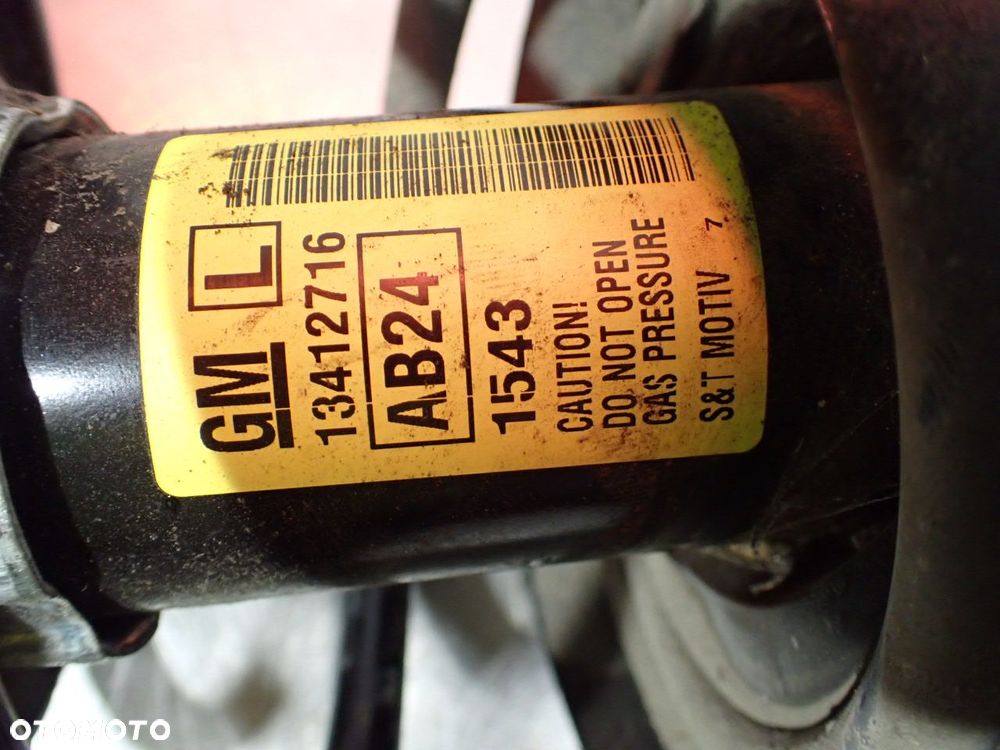 GM L
13412716
AB24
1543
CAUTION!
DO NOT OPEN
GAS PRESSURE
S&T MOTIV 7
OTOMOTO